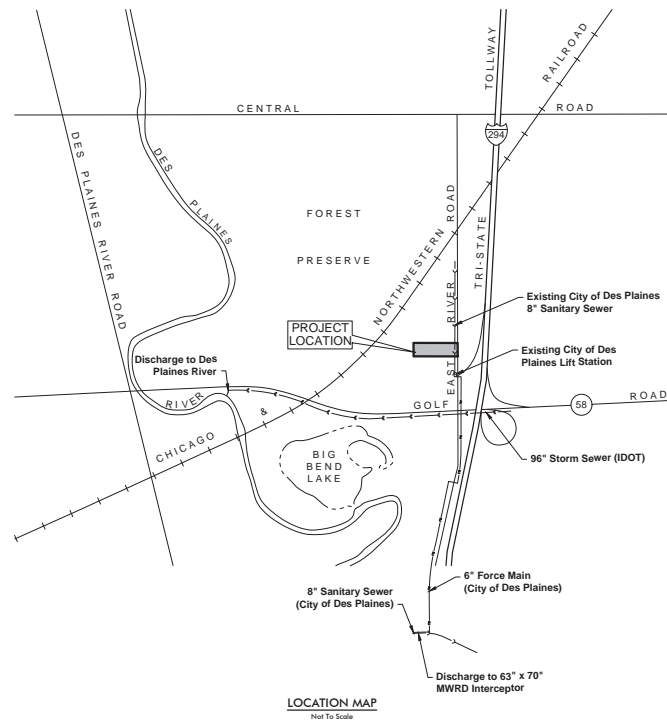 TOLLWAY
RAILROAD
CENTRAL ROAD
294
DES PLAINES RIVER ROAD
DES PLAINES
RIVER
FOREST
PRESERVE
NORTHWESTERN
EAST RIVER ROAD
TRI-STATE
Existing City of Des Plaines
8" Sanitary Sewer
PROJECT
LOCATION
Existing City of Des
Plaines Lift Station
Discharge to Des
Plaines River
GOLF ROAD
58
CHICAGO &
BIG
BEND
LAKE
96" Storm Sewer (IDOT)
6" Force Main
(City of Des Plaines)
8" Sanitary Sewer
(City of Des Plaines)
Discharge to 63" x 70"
MWRD Interceptor
LOCATION MAP
Not To Scale